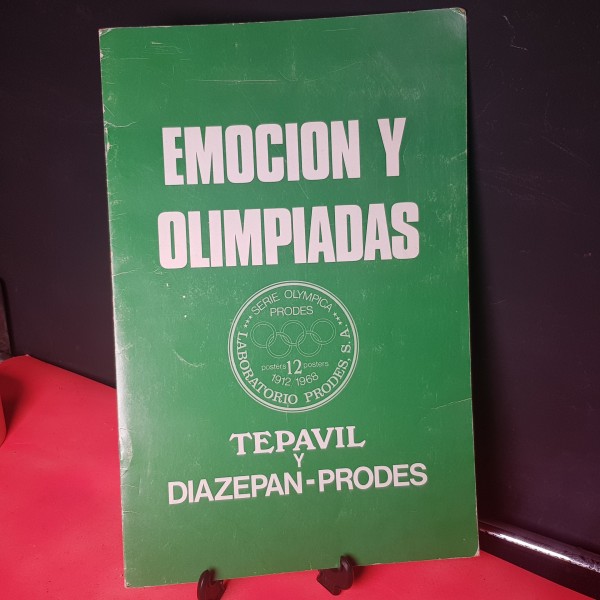 EMOCION Y
OLIMPIADAS
*** SERIE OLYMPICA ***
PRODES
posters 12 posters
1912 1968
LABORATORIO PRODES, S.A
TEPAVIL
Y
DIAZEPAN-PRODES